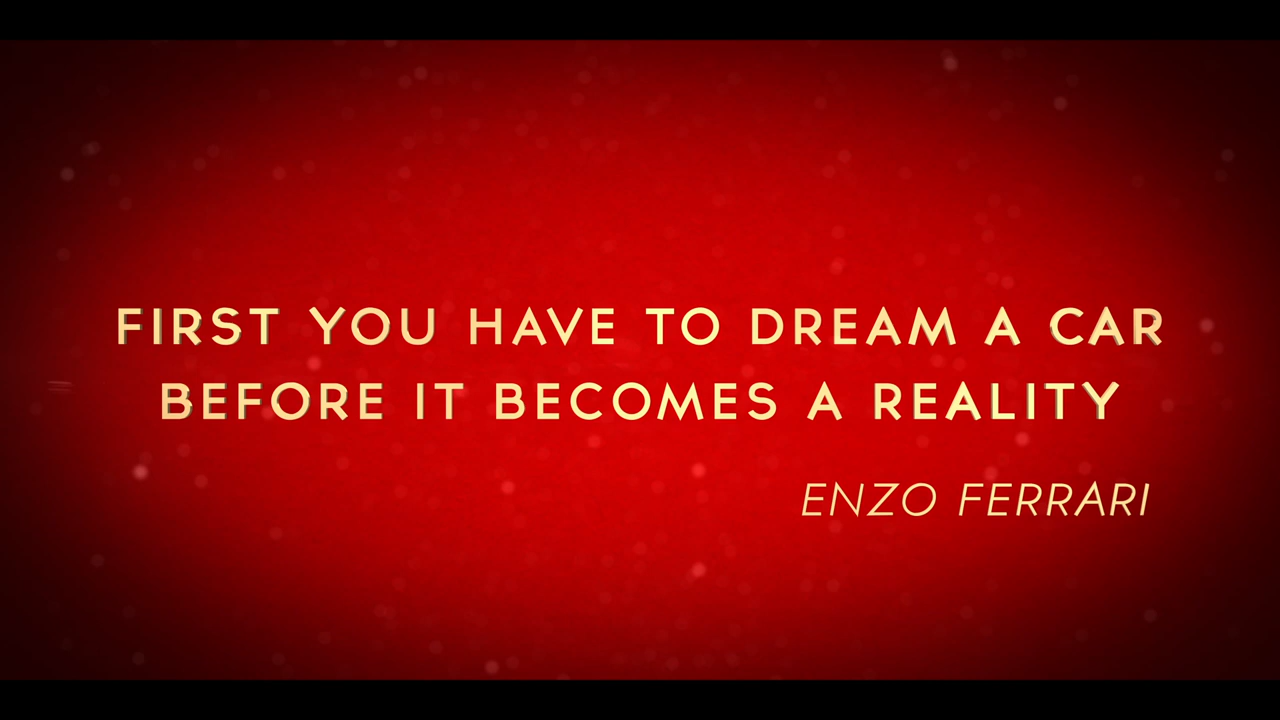 FIRST YOU HAVE TO DREAM A CAR
BEFORE IT BECOMES A REALITY
ENZO FERRARI